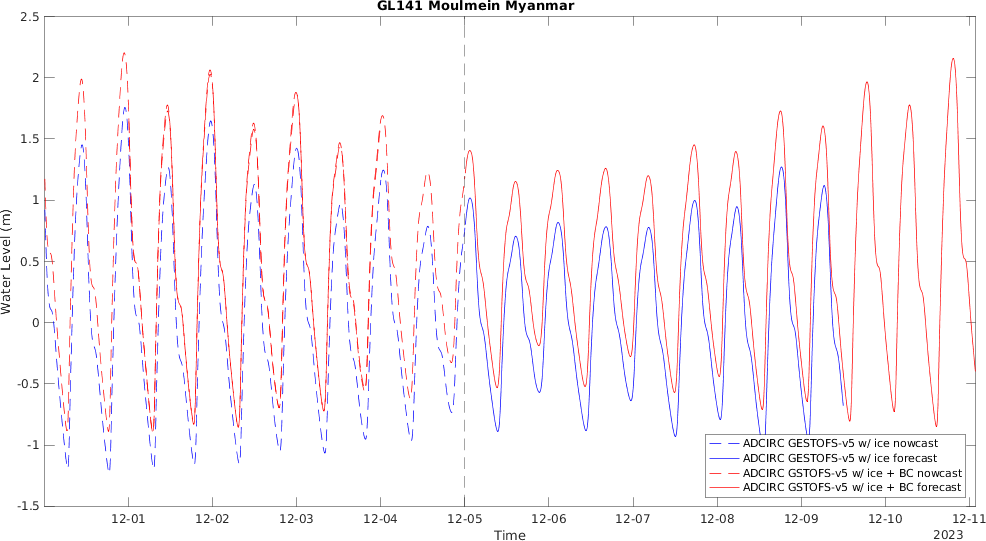 GL141 Moulmein Myanmar
2.5
2
1.5
1
0.5
0
-0.5
-1
-1.5
Water Level (m)
ADCIRC GESTOFS-v5 w/ ice nowcast
ADCIRC GESTOFS-v5 w/ ice forecast
ADCIRC GSTOFS-v5 w/ ice + BC nowcast
ADCIRC GSTOFS-v5 w/ ice + BC forecast
12-01 12-02 12-03 12-04 12-05 12-06 12-07 12-08 12-09 12-10 12-11
Time
2023